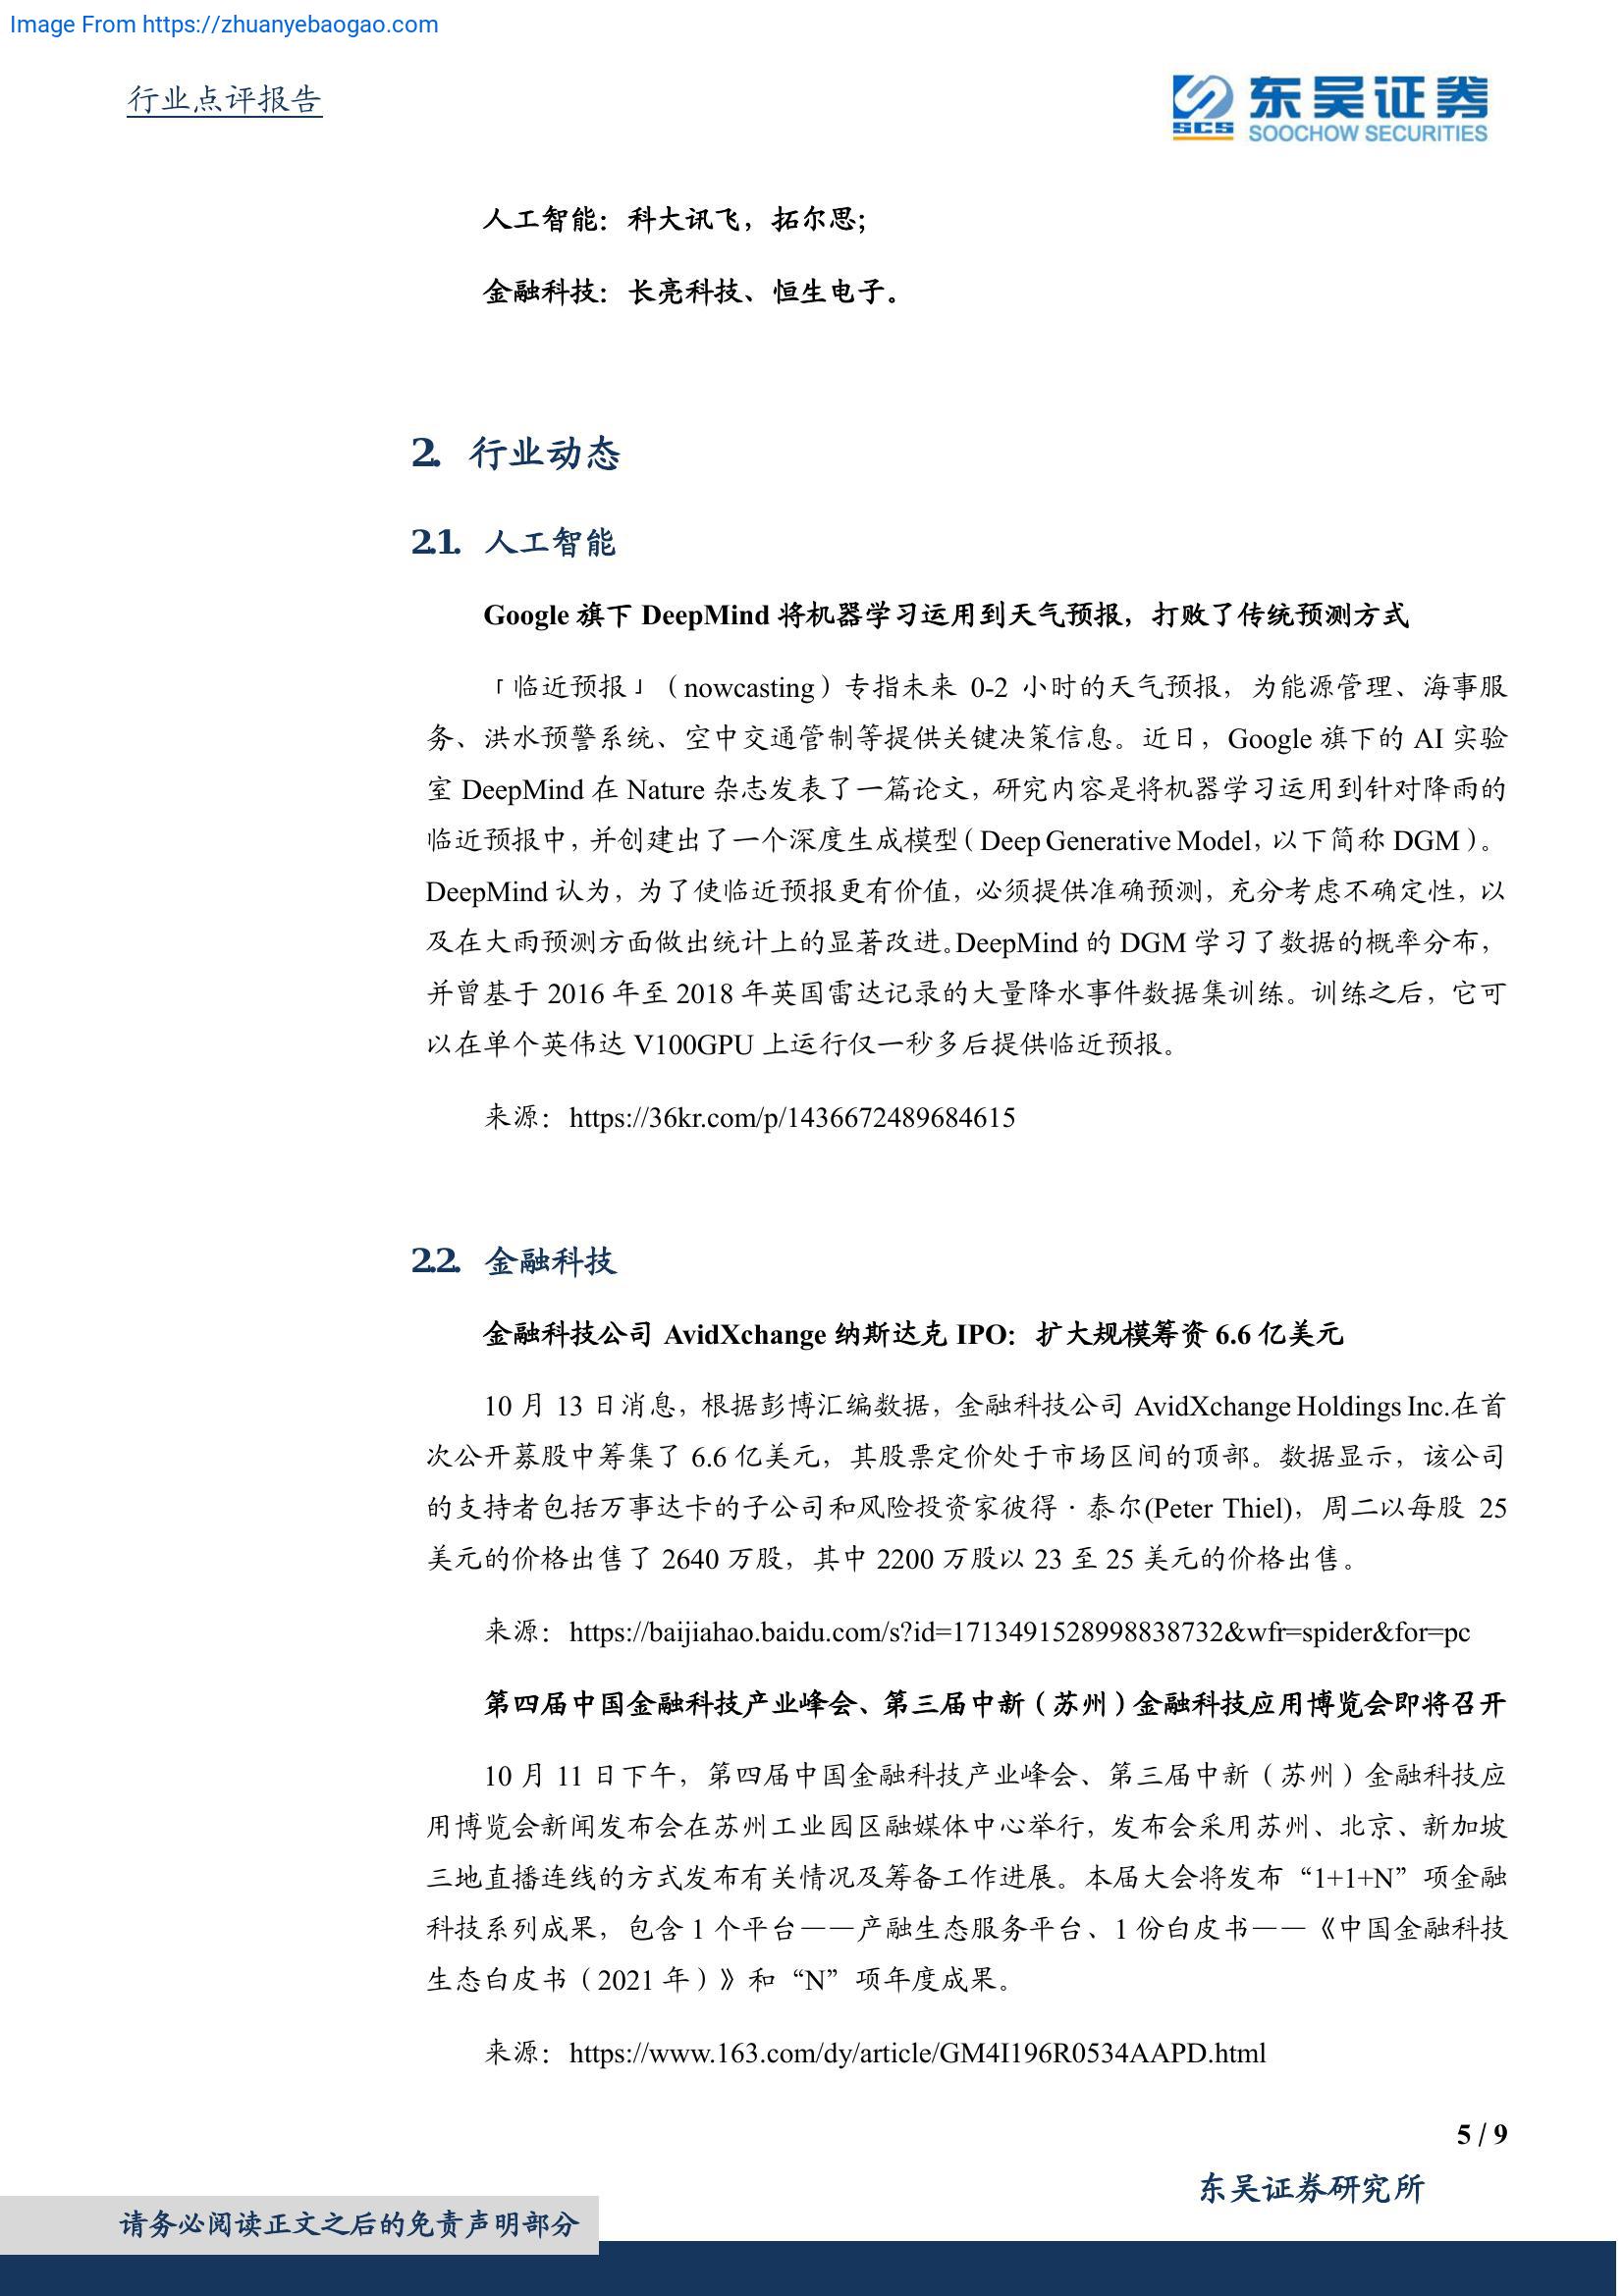 Image From https://zhuanyebaogao.com
行业点评报告
SCS 东吴证券
SOOCHOW SECURITIES
人工智能：科大讯飞，拓尔思；
金融科技：长亮科技、恒生电子。
2. 行业动态
2.1. 人工智能
Google 旗下 DeepMind 将机器学习运用到天气预报，打败了传统预测方式
「临近预报」（nowcasting）专指未来 0-2 小时的天气预报，为能源管理、海事服
务、洪水预警系统、空中交通管制等提供关键决策信息。近日，Google 旗下的 AI 实验
室 DeepMind 在 Nature 杂志发表了一篇论文，研究内容是将机器学习运用到针对降雨的
临近预报中，并创建出了一个深度生成模型（Deep Generative Model，以下简称 DGM）。
DeepMind 认为，为了使临近预报更有价值，必须提供准确预测，充分考虑不确定性，以
及在大雨预测方面做出统计上的显著改进。DeepMind 的 DGM 学习了数据的概率分布，
并曾基于 2016 年至 2018 年英国雷达记录的大量降水事件数据集训练。训练之后，它可
以在单个英伟达 V100GPU 上运行仅一秒多后提供临近预报。
来源：https://36kr.com/p/1436672489684615
2.2. 金融科技
金融科技公司 AvidXchange 纳斯达克 IPO：扩大规模筹资 6.6 亿美元
10 月 13 日消息，根据彭博汇编数据，金融科技公司 AvidXchange Holdings Inc.在首
次公开募股中筹集了 6.6 亿美元，其股票定价处于市场区间的顶部。数据显示，该公司
的支持者包括万事达卡的子公司和风险投资家彼得·泰尔(Peter Thiel)，周二以每股 25
美元的价格出售了 2640 万股，其中 2200 万股以 23 至 25 美元的价格出售。
来源：https://baijiahao.baidu.com/s?id=1713491528998838732&wfr=spider&for=pc
第四届中国金融科技产业峰会、第三届中新（苏州）金融科技应用博览会即将召开
10 月 11 日下午，第四届中国金融科技产业峰会、第三届中新（苏州）金融科技应
用博览会新闻发布会在苏州工业园区融媒体中心举行，发布会采用苏州、北京、新加坡
三地直播连线的方式发布有关情况及筹备工作进展。本届大会将发布“1+1+N”项金融
科技系列成果，包含 1 个平台——产融生态服务平台、1 份白皮书——《中国金融科技
生态白皮书（2021 年）》和“N”项年度成果。
来源：https://www.163.com/dy/article/GM4I196R0534AAPD.html
5 / 9
东吴证券研究所
请务必阅读正文之后的免责声明部分